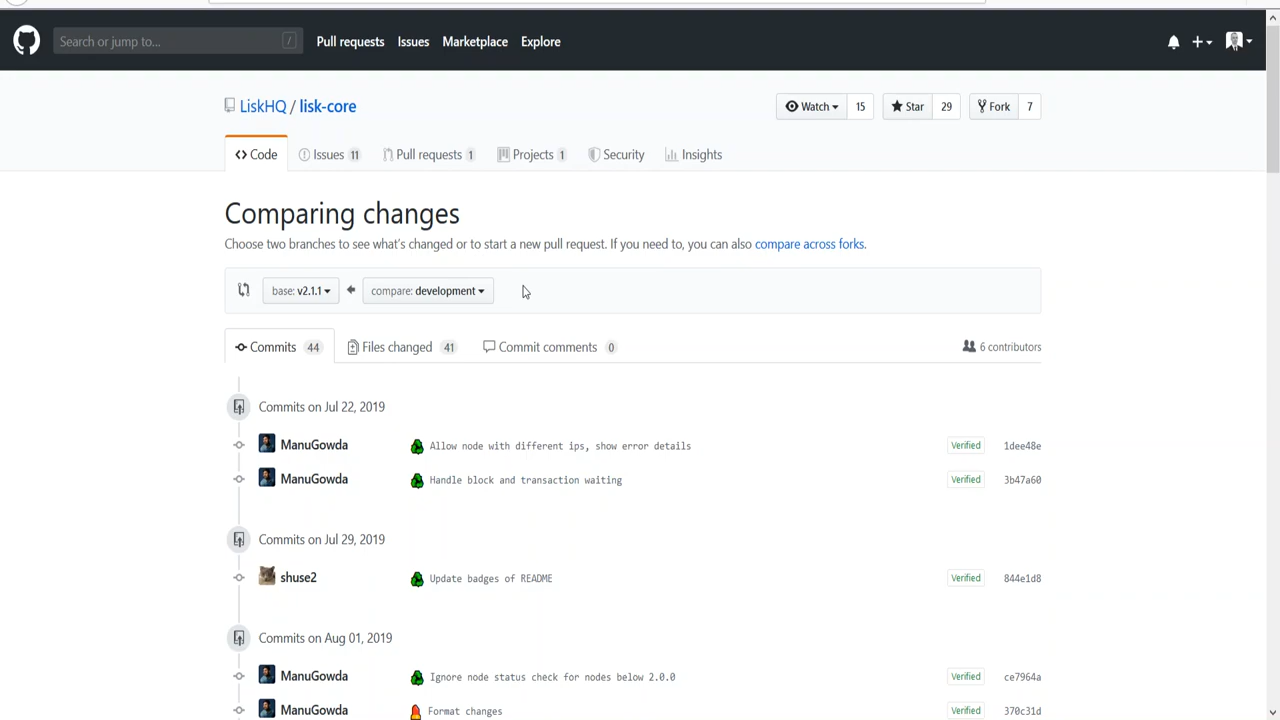 Search or jump to... / Pull requests Issues Marketplace Explore
LiskHQ / lisk-core Watch 15 Star 29 Fork 7
Code Issues 11 Pull requests 1 Projects 1 Security Insights
Comparing changes
Choose two branches to see what's changed or to start a new pull request. If you need to, you can also compare across forks.
base: v2.1.1 compare: development
Commits 44 Files changed 41 Commit comments 0 6 contributors
Commits on Jul 22, 2019
ManuGowda Allow node with different ips, show error details Verified 1dee48e
ManuGowda Handle block and transaction waiting Verified 3b47a60
Commits on Jul 29, 2019
shuse2 Update badges of README Verified 844e1d8
Commits on Aug 01, 2019
ManuGowda Ignore node status check for nodes below 2.0.0 Verified ce7964a
ManuGowda Format changes Verified 370c31d